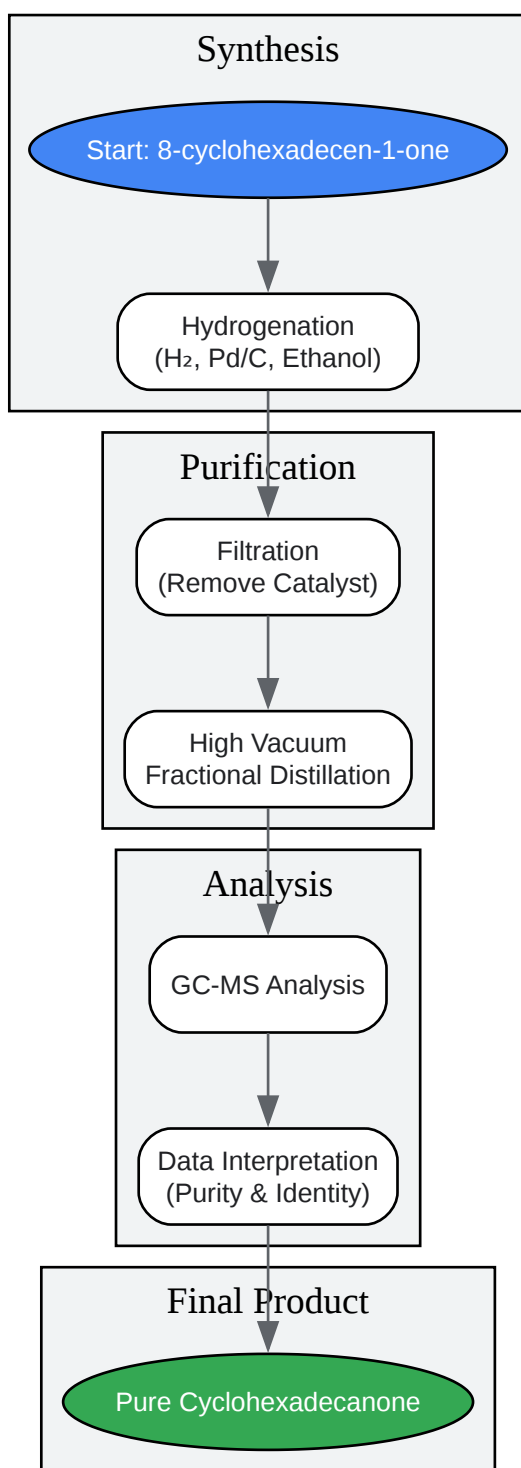 Synthesis
Start: 8-cyclohexadecen-1-one
Hydrogenation
(H₂, Pd/C, Ethanol)
Purification
Filtration
(Remove Catalyst)
High Vacuum
Fractional Distillation
Analysis
GC-MS Analysis
Data Interpretation
(Purity & Identity)
Final Product
Pure Cyclohexadecanone